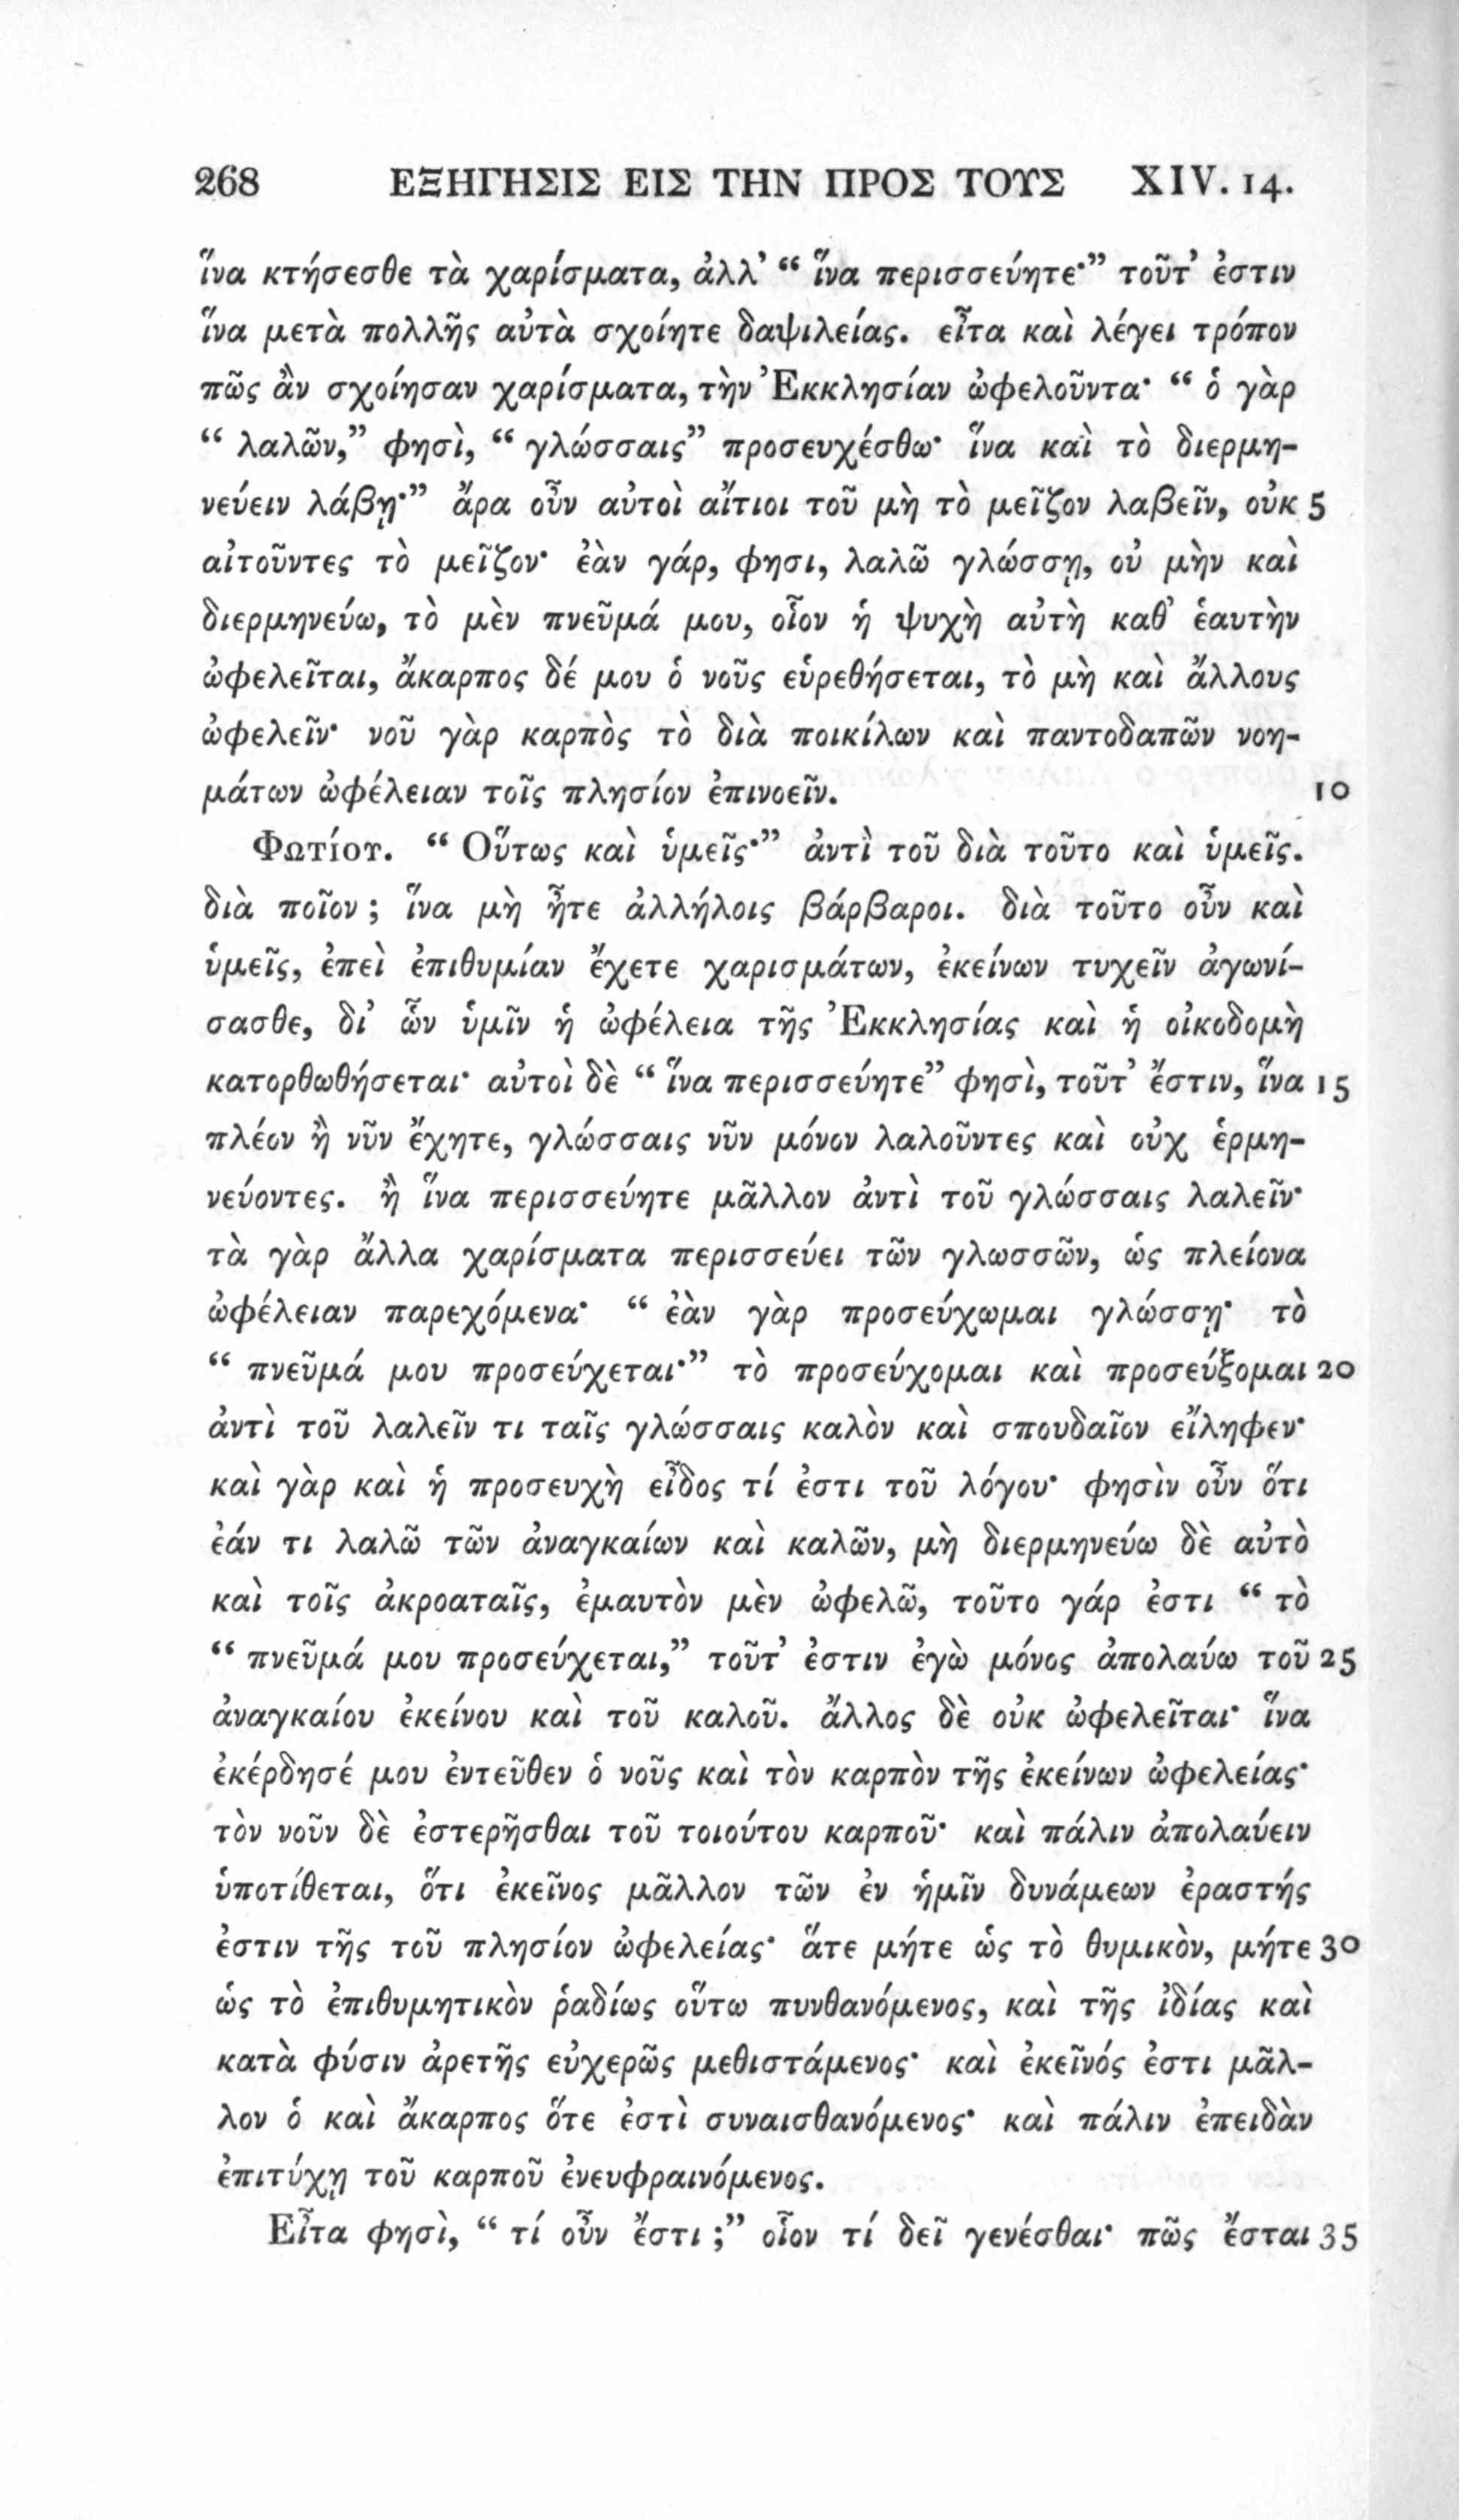 268 ΕΞΗΓΗΣΙΣ ΕΙΣ ΤΗΝ ΠΡΟΣ ΤΟΥΣ XIV. 14.
ἵνα κτήσεσθε τὰ χαρίσματα, ἀλλ’ “ ἵνα περισσεύητε·” τοῦτ’ ἐστιν
ἵνα μετὰ πολλῆς αὐτὰ σχοίητε δαψιλείας. εἶτα καὶ λέγει τρόπον
πῶς ἂν σχοίησαν χαρίσματα, τὴν Ἐκκλησίαν ὠφελοῦντα· “ ὁ γὰρ
“ λαλῶν,” φησὶ, “ γλώσσαις” προσευχέσθω· ἵνα καὶ τὸ διερμη-
νεύειν λάβῃ·” ἄρα οὖν αὐτοὶ αἴτιοι τοῦ μὴ τὸ μεῖζον λαβεῖν, οὐκ 5
αἰτοῦντες τὸ μεῖζον· ἐὰν γάρ, φησι, λαλῶ γλώσσῃ, οὐ μὴν καὶ
διερμηνεύω, τὸ μὲν πνεῦμά μου, οἷον ἡ ψυχὴ αὐτὴ καθ’ ἑαυτὴν
ὠφελεῖται, ἄκαρπος δέ μου ὁ νοῦς εὑρεθήσεται, τὸ μὴ καὶ ἄλλους
ὠφελεῖν· νοῦ γὰρ καρπὸς τὸ διὰ ποικίλων καὶ παντοδαπῶν νοη-
μάτων ὠφέλειαν τοῖς πλησίον ἐπινοεῖν. 10
Φωτίου. “ Οὕτως καὶ ὑμεῖς·” ἀντὶ τοῦ διὰ τοῦτο καὶ ὑμεῖς.
διὰ ποῖον ; ἵνα μὴ ἦτε ἀλλήλοις βάρβαροι. διὰ τοῦτο οὖν καὶ
ὑμεῖς, ἐπεὶ ἐπιθυμίαν ἔχετε χαρισμάτων, ἐκείνων τυχεῖν ἀγωνί-
σασθε, δι’ ὧν ὑμῖν ἡ ὠφέλεια τῆς Ἐκκλησίας καὶ ἡ οἰκοδομὴ
κατορθωθήσεται· αὐτοὶ δὲ “ ἵνα περισσεύητε” φησὶ, τοῦτ’ ἔστιν, ἵνα 15
πλέον ἢ νῦν ἔχητε, γλώσσαις νῦν μόνον λαλοῦντες καὶ οὐχ ἑρμη-
νεύοντες. ἢ ἵνα περισσεύητε μᾶλλον ἀντὶ τοῦ γλώσσαις λαλεῖν·
τὰ γὰρ ἄλλα χαρίσματα περισσεύει τῶν γλωσσῶν, ὡς πλείονα
ὠφέλειαν παρεχόμενα· “ ἐὰν γὰρ προσεύχωμαι γλώσσῃ· τὸ
“ πνεῦμά μου προσεύχεται·” τὸ προσεύχομαι καὶ προσεύξομαι 20
ἀντὶ τοῦ λαλεῖν τι ταῖς γλώσσαις καλὸν καὶ σπουδαῖον εἴληφεν·
καὶ γὰρ καὶ ἡ προσευχὴ εἶδος τί ἐστι τοῦ λόγου· φησὶν οὖν ὅτι
ἐάν τι λαλῶ τῶν ἀναγκαίων καὶ καλῶν, μὴ διερμηνεύω δὲ αὐτὸ
καὶ τοῖς ἀκροαταῖς, ἐμαυτὸν μὲν ὠφελῶ, τοῦτο γάρ ἐστι “ τὸ
“ πνεῦμά μου προσεύχεται,” τοῦτ’ ἐστιν ἐγὼ μόνος ἀπολαύω τοῦ 25
ἀναγκαίου ἐκείνου καὶ τοῦ καλοῦ. ἄλλος δὲ οὐκ ὠφελεῖται· ἵνα
ἐκέρδησέ μου ἐντεῦθεν ὁ νοῦς καὶ τὸν καρπὸν τῆς ἐκείνων ὠφελείας·
τὸν νοῦν δὲ ἐστερῆσθαι τοῦ τοιούτου καρποῦ· καὶ πάλιν ἀπολαύειν
ὑποτίθεται, ὅτι ἐκεῖνος μᾶλλον τῶν ἐν ἡμῖν δυνάμεων ἐραστής
ἐστιν τῆς τοῦ πλησίον ὠφελείας· ἅτε μήτε ὡς τὸ θυμικὸν, μήτε 30
ὡς τὸ ἐπιθυμητικὸν ῥαδίως οὕτω πυνθανόμενος, καὶ τῆς ἰδίας καὶ
κατὰ φύσιν ἀρετῆς εὐχερῶς μεθιστάμενος· καὶ ἐκεῖνός ἐστι μᾶλ-
λον ὁ καὶ ἄκαρπος ὅτε ἐστὶ συναισθανόμενος· καὶ πάλιν ἐπειδὰν
ἐπιτύχῃ τοῦ καρποῦ ἐνευφραινόμενος.
Εἶτα φησὶ, “ τί οὖν ἔστι ;” οἷον τί δεῖ γενέσθαι· πῶς ἔσται 35